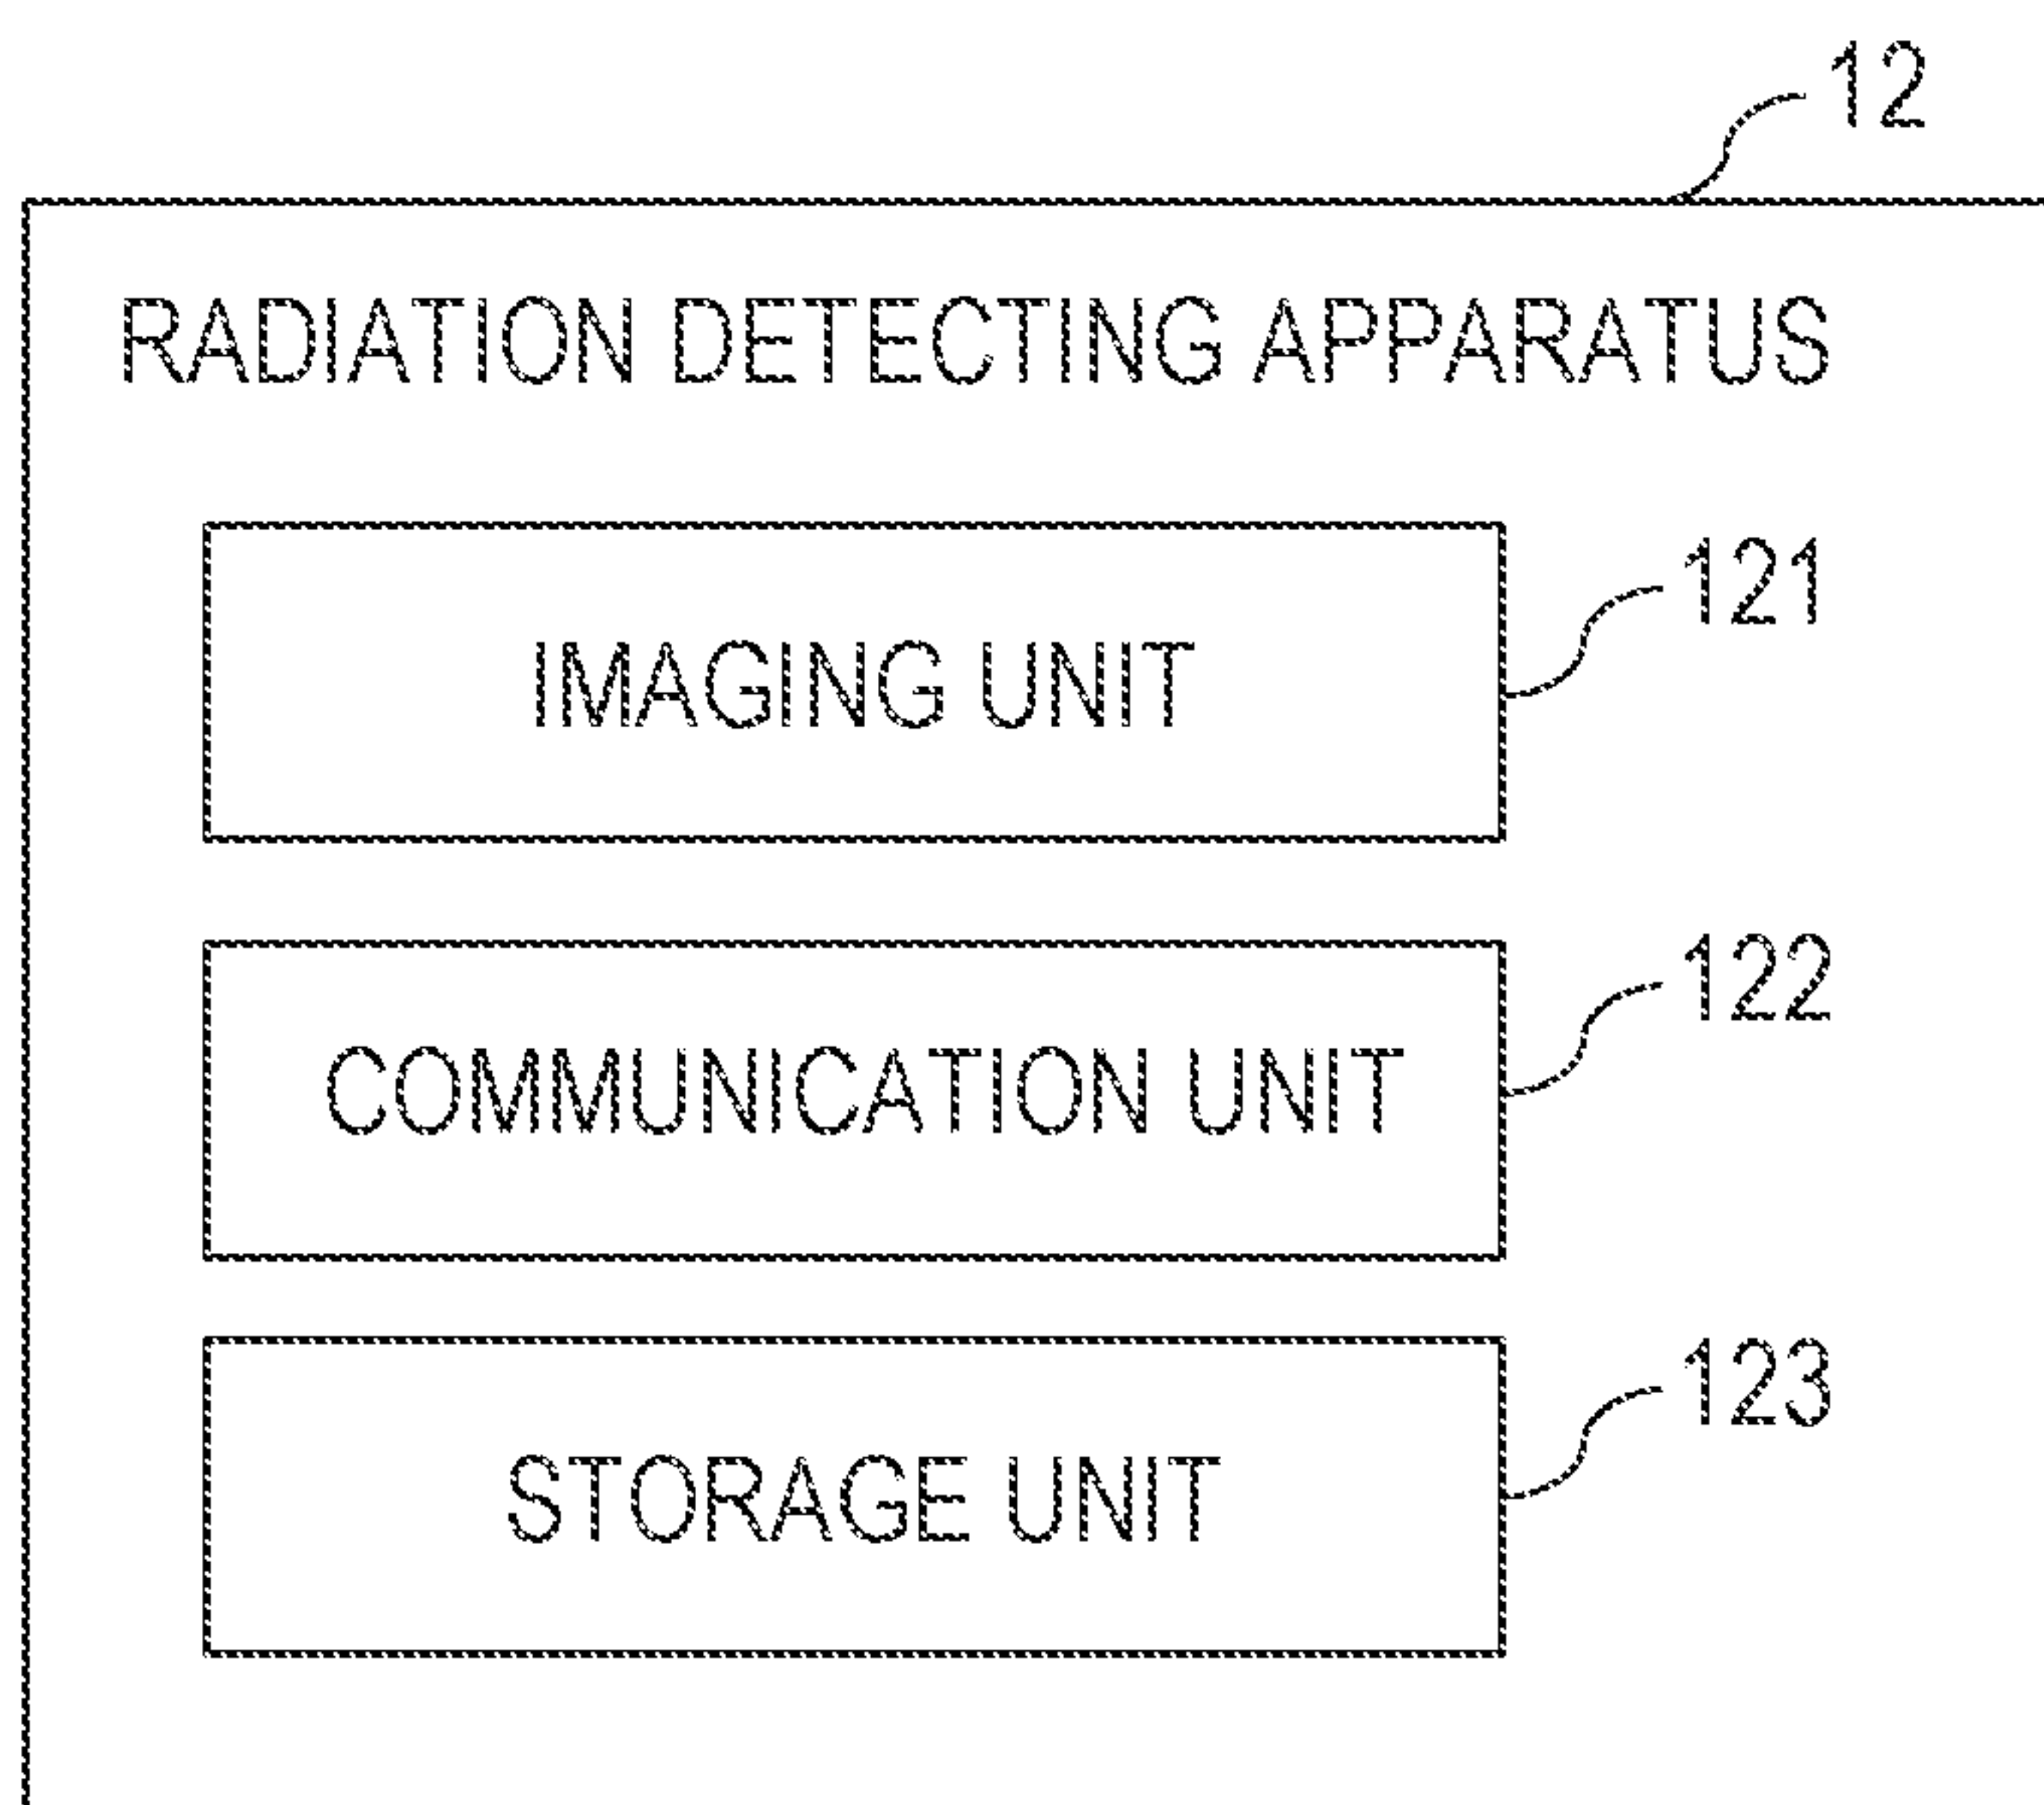 12
RADIATION DETECTING APPARATUS
121
IMAGING UNIT
122
COMMUNICATION UNIT
123
STORAGE UNIT